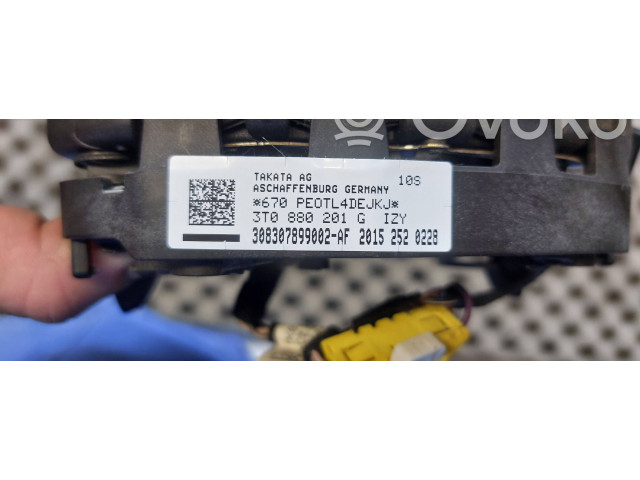 Ovoko
TAKATA AG 10S
ASCHAFFENBURG GERMANY
*670 PEOTL4DEJKJ*
3T0 880 201 G IZY
308307899002-AF 2015 252 0228